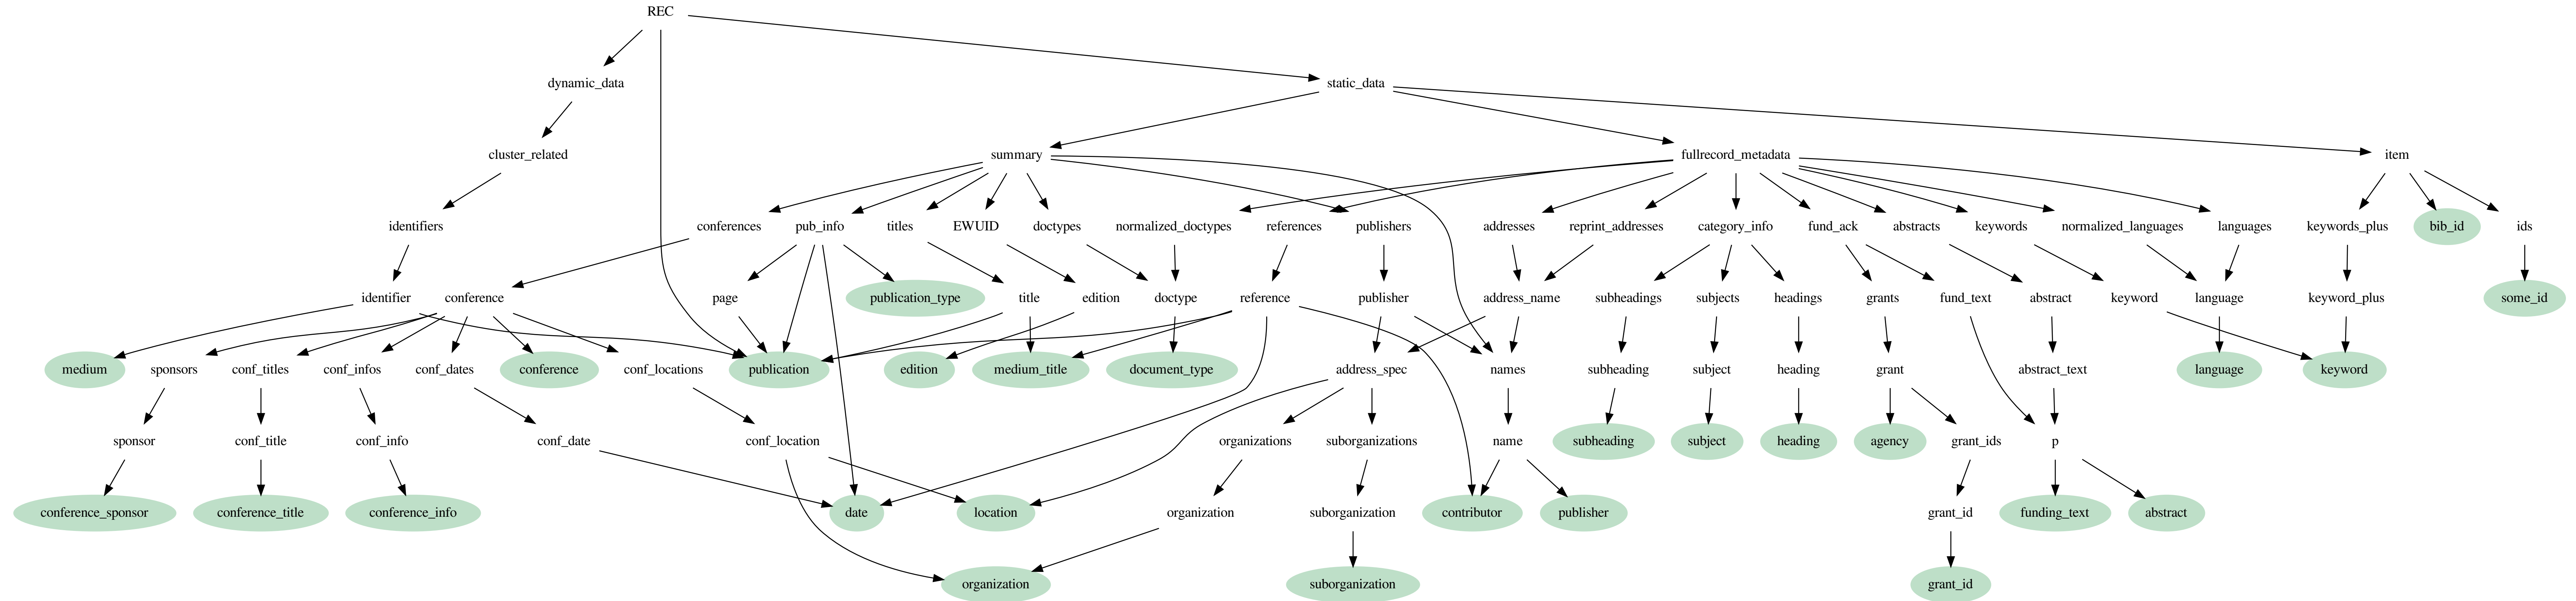 REC
dynamic_data
static_data
cluster_related
summary
fullrecord_metadata
item
identifiers
conferences
pub_info
titles
EWUID
doctypes
normalized_doctypes
references
publishers
addresses
reprint_addresses
category_info
fund_ack
abstracts
keywords
normalized_languages
languages
keywords_plus
bib_id
ids
identifier
conference
page
publication_type
title
edition
doctype
reference
publisher
address_name
subheadings
subjects
headings
grants
fund_text
abstract
keyword
language
keyword_plus
some_id
medium
sponsors
conf_titles
conf_infos
conf_dates
conference
conf_locations
publication
edition
medium_title
document_type
address_spec
names
subheading
subject
heading
grant
abstract_text
language
keyword
sponsor
conf_title
conf_info
conf_date
conf_location
organizations
suborganizations
name
subheading
subject
heading
agency
grant_ids
p
conference_sponsor
conference_title
conference_info
date
location
organization
suborganization
contributor
publisher
grant_id
funding_text
abstract
organization
suborganization
grant_id